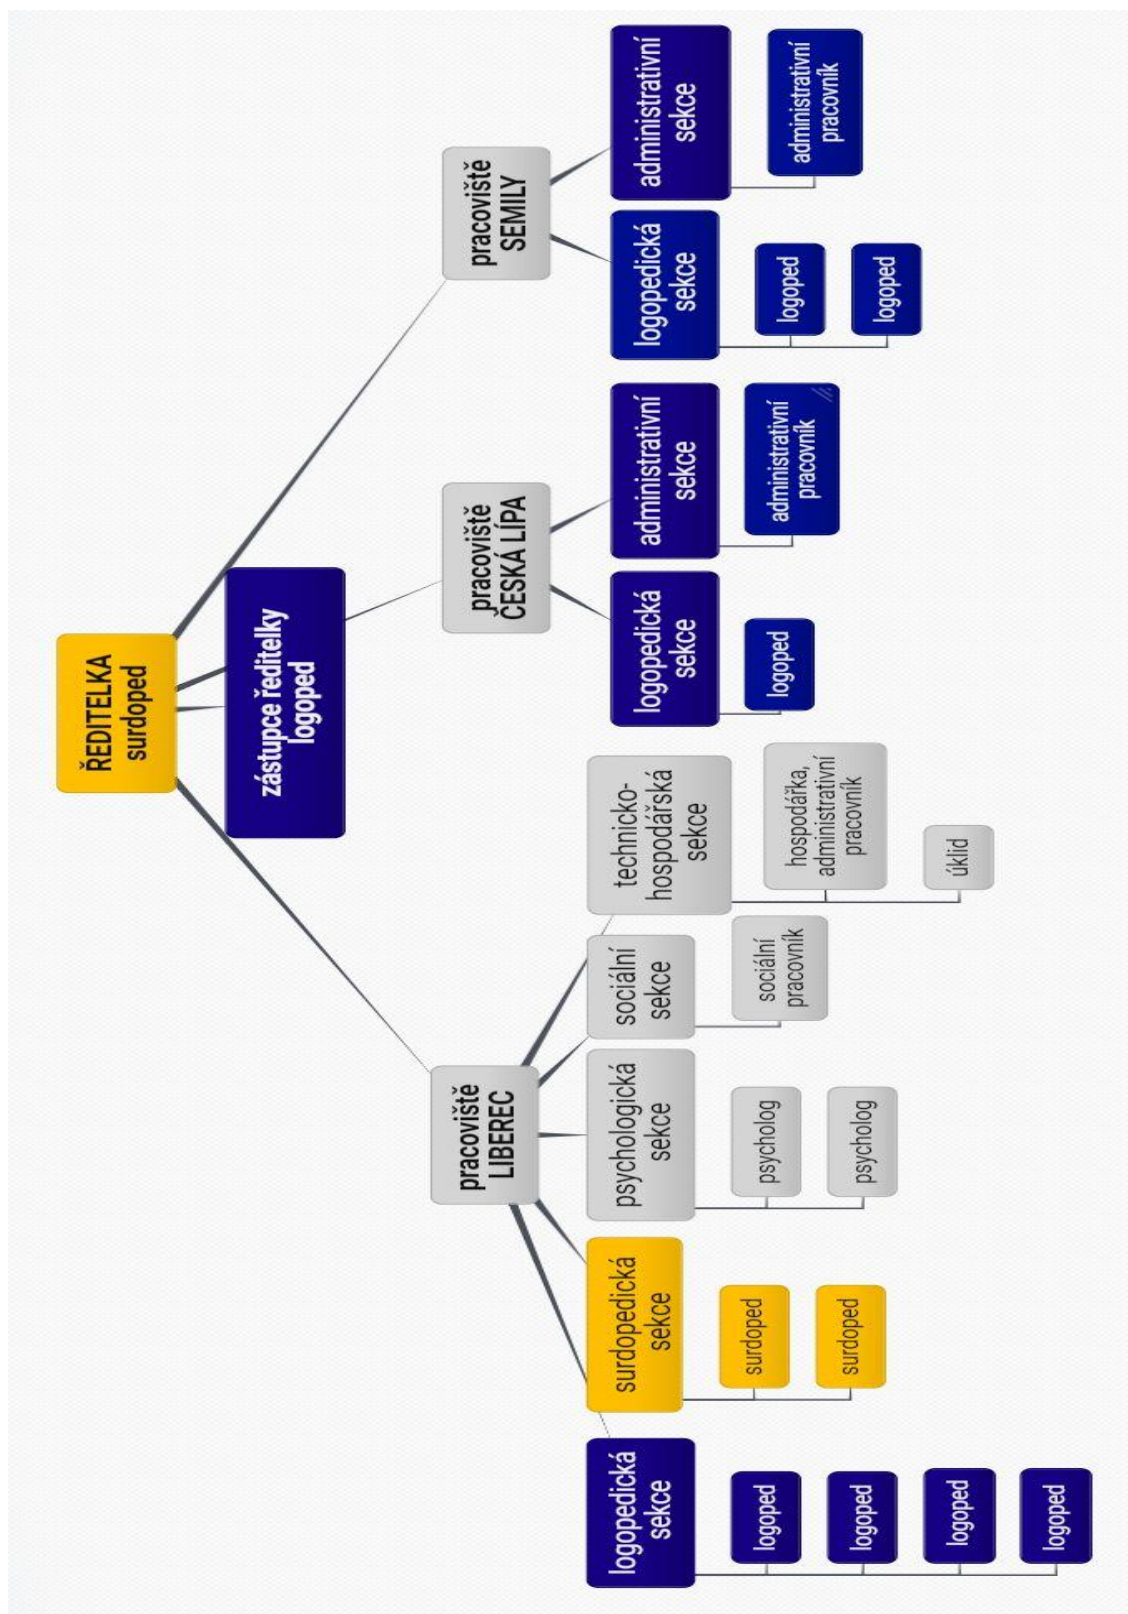 ŘEDITELKA
surdoped
zástupce ředitelky
logoped
pracoviště
LIBEREC
pracoviště
ČESKÁ LÍPA
pracoviště
SEMILY
logopedická
sekce
logoped
logoped
logoped
logoped
surdopedická
sekce
surdoped
surdoped
psychologická
sekce
psycholog
psycholog
sociální
sekce
sociální
pracovník
technicko-
hospodářská
sekce
hospodářka,
administrativní
pracovník
úklid
logopedická
sekce
logoped
administrativní
sekce
administrativní
pracovník
logopedická
sekce
logoped
logoped
administrativní
sekce
administrativní
pracovník